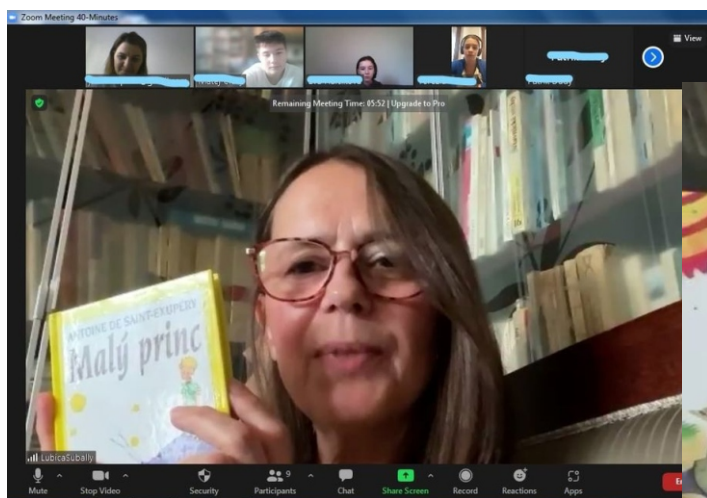 Zoom Meeting 40-Minutes
View
Remaining Meeting Time: 05:52 | Upgrade to Pro
ANTOINE DE SAINT-EXUPÉRY
Malý princ
LubicaSubally
9
Mute
Stop Video
Security
Participants
Chat
Share Screen
Record
Reactions
Apps